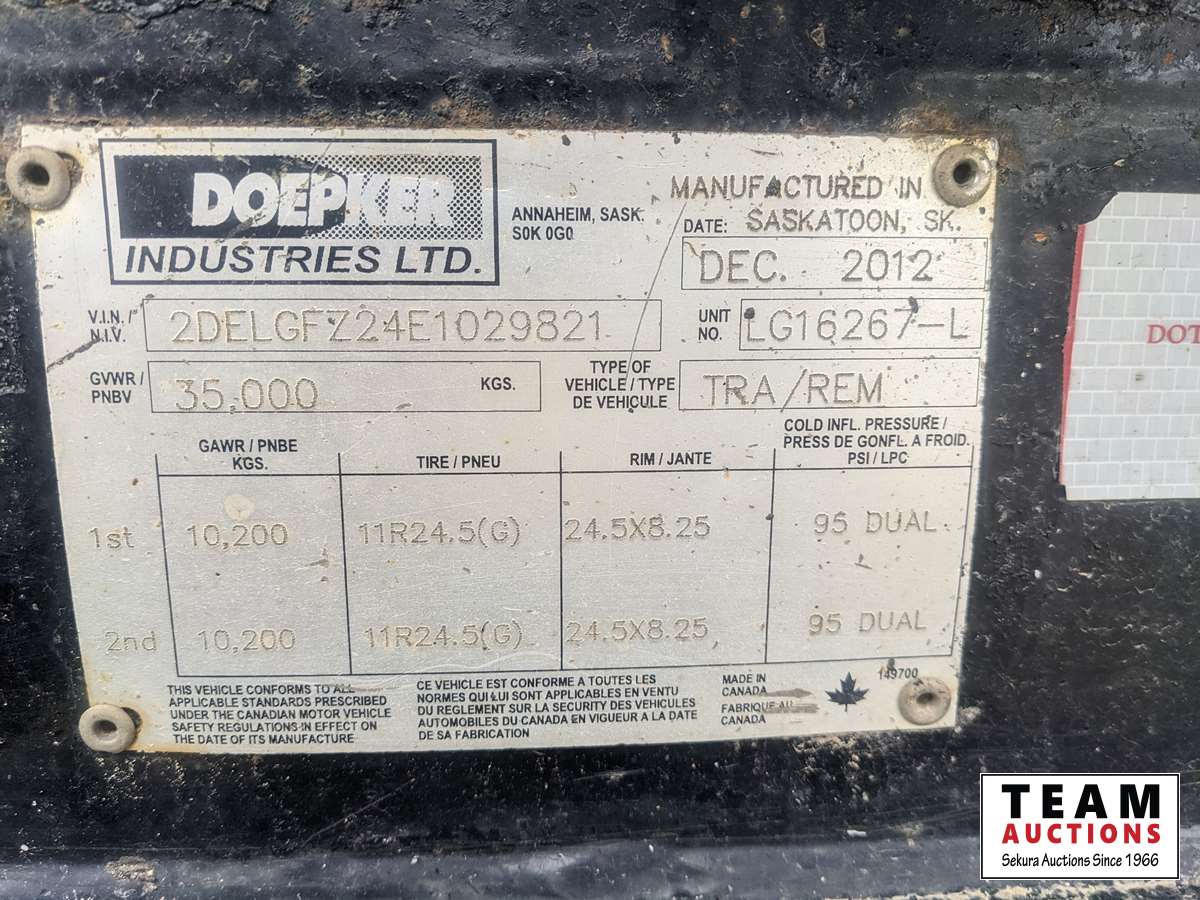 DOEPKER
INDUSTRIES LTD.
ANNAHEIM, SASK.
S0K 0G0
MANUFACTURED IN
DATE: SASKATOON, SK.
DEC. 2012
V.I.N. /
N.I.V.
2DELGFZ24E1029821
UNIT
NO.
LG16267-L
GVWR /
PNBV
35,000 KGS.
TYPE OF
VEHICLE / TYPE
DE VEHICULE
TRA/REM
GAWR / PNBE
KGS.
TIRE / PNEU
RIM / JANTE
COLD INFL. PRESSURE /
PRESS DE GONFL. A FROID.
PSI / LPC
1st 10,200 11R24.5(G) 24.5X8.25 95 DUAL
2nd 10,200 11R24.5(G) 24.5X8.25 95 DUAL
THIS VEHICLE CONFORMS TO ALL
APPLICABLE STANDARDS PRESCRIBED
UNDER THE CANADIAN MOTOR VEHICLE
SAFETY REGULATIONS IN EFFECT ON
THE DATE OF ITS MANUFACTURE
CE VEHICULE EST CONFORME A TOUTES LES
NORMES QUI LUI SONT APPLICABLES EN VENTU
DU REGLEMENT SUR LA SECURITY DES VEHICULES
AUTOMOBILES DU CANADA EN VIGUEUR A LA DATE
DE SA FABRICATION
MADE IN
CANADA
FABRIQUE AU
CANADA
149700
DOT
TEAM
AUCTIONS
Sekura Auctions Since 1966